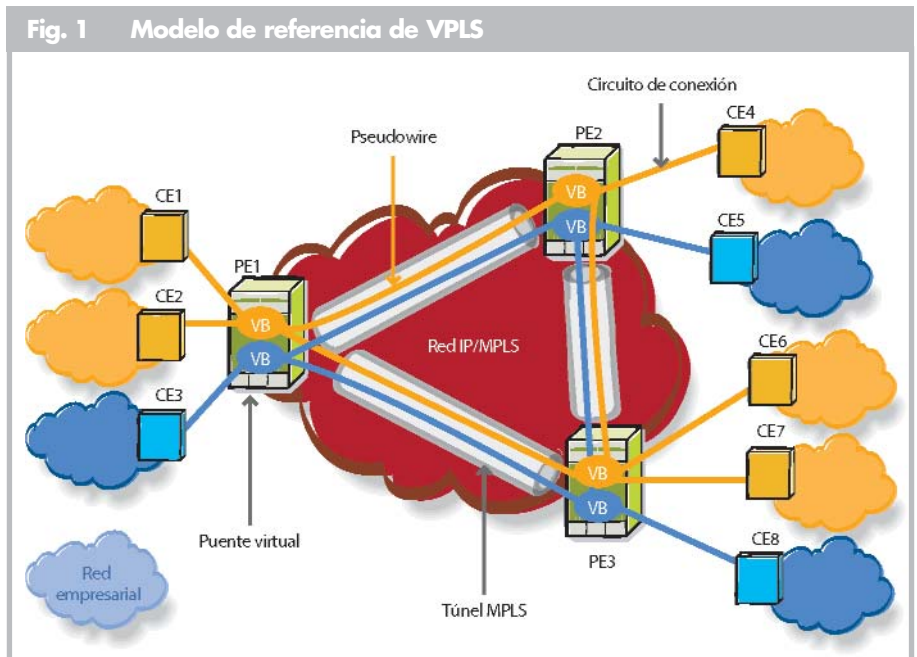 Fig. 1 Modelo de referencia de VPLS
Circuito de conexión
CE4
PE2
Pseudowire
VB
CE1
VB
CE5
PE1
CE2
VB
Red IP/MPLS
CE6
VB
CE3
CE7
VB
VB
CE8
Puente virtual
PE3
Red
empresarial
Túnel MPLS